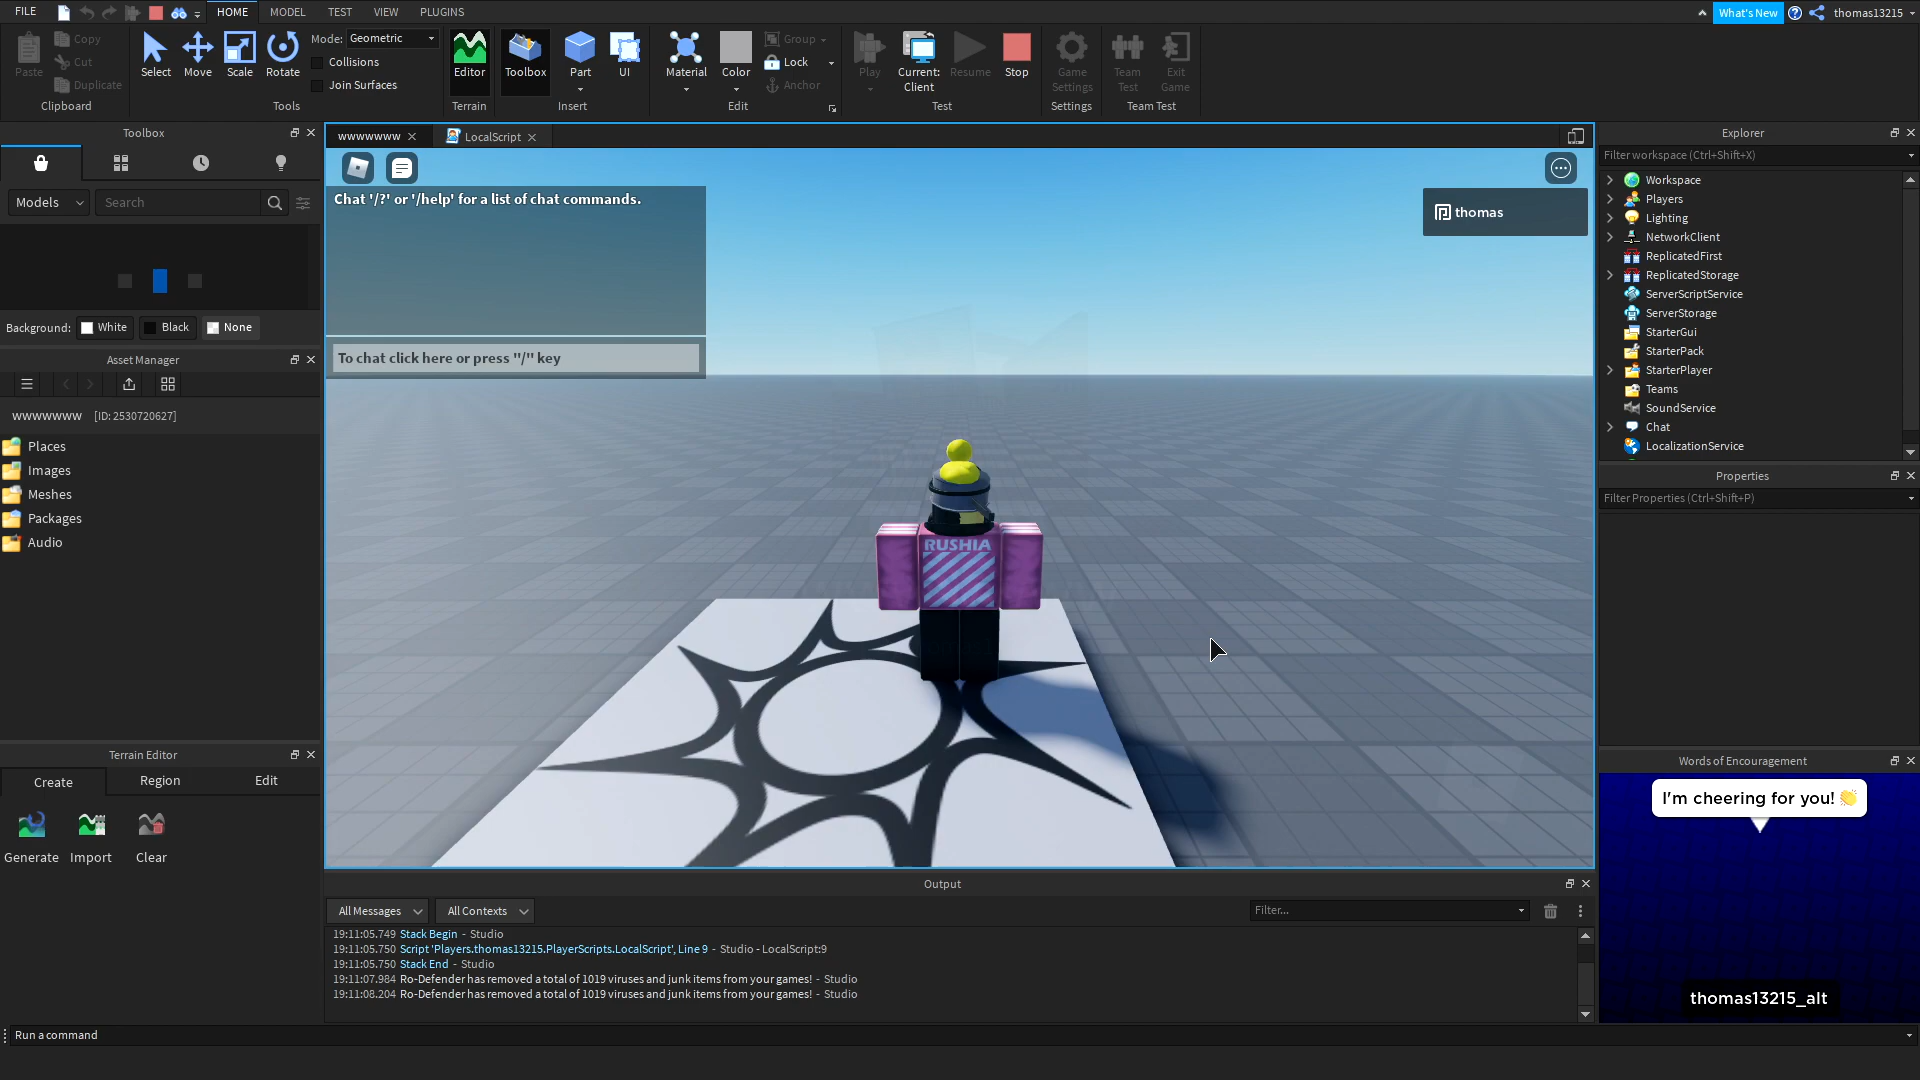 FILE HOME MODEL TEST VIEW PLUGINS What's New thomas13215
Paste Copy Cut Duplicate
Clipboard
Select Move Scale Rotate Mode: Geometric
Collisions
Join Surfaces
Tools
Editor
Terrain
Toolbox Part UI
Insert
Material Color Group Lock Anchor
Edit
Play Current: Client Resume Stop
Test
Game Settings
Settings
Team Test Exit Game
Team Test
Toolbox
Models Search
Background: White Black None
Asset Manager
wwwwwww [ID: 2530720627]
Places
Images
Meshes
Packages
Audio
Terrain Editor
Create Region Edit
Generate Import Clear
wwwwwww LocalScript
Chat '/?' or '/help' for a list of chat commands.
To chat click here or press "/" key
thomas
RUSHIA
Output
All Messages All Contexts Filter...
19:11:05.749 Stack Begin - Studio
19:11:05.750 Script 'Players.thomas13215.PlayerScripts.LocalScript', Line 9 - Studio - LocalScript:9
19:11:05.750 Stack End - Studio
19:11:07.984 Ro-Defender has removed a total of 1019 viruses and junk items from your games! - Studio
19:11:08.204 Ro-Defender has removed a total of 1019 viruses and junk items from your games! - Studio
Run a command
Explorer
Filter workspace (Ctrl+Shift+X)
Workspace
Players
Lighting
NetworkClient
ReplicatedFirst
ReplicatedStorage
ServerScriptService
ServerStorage
StarterGui
StarterPack
StarterPlayer
Teams
SoundService
Chat
LocalizationService
Properties
Filter Properties (Ctrl+Shift+P)
Words of Encouragement
I'm cheering for you! 👏
thomas13215_alt